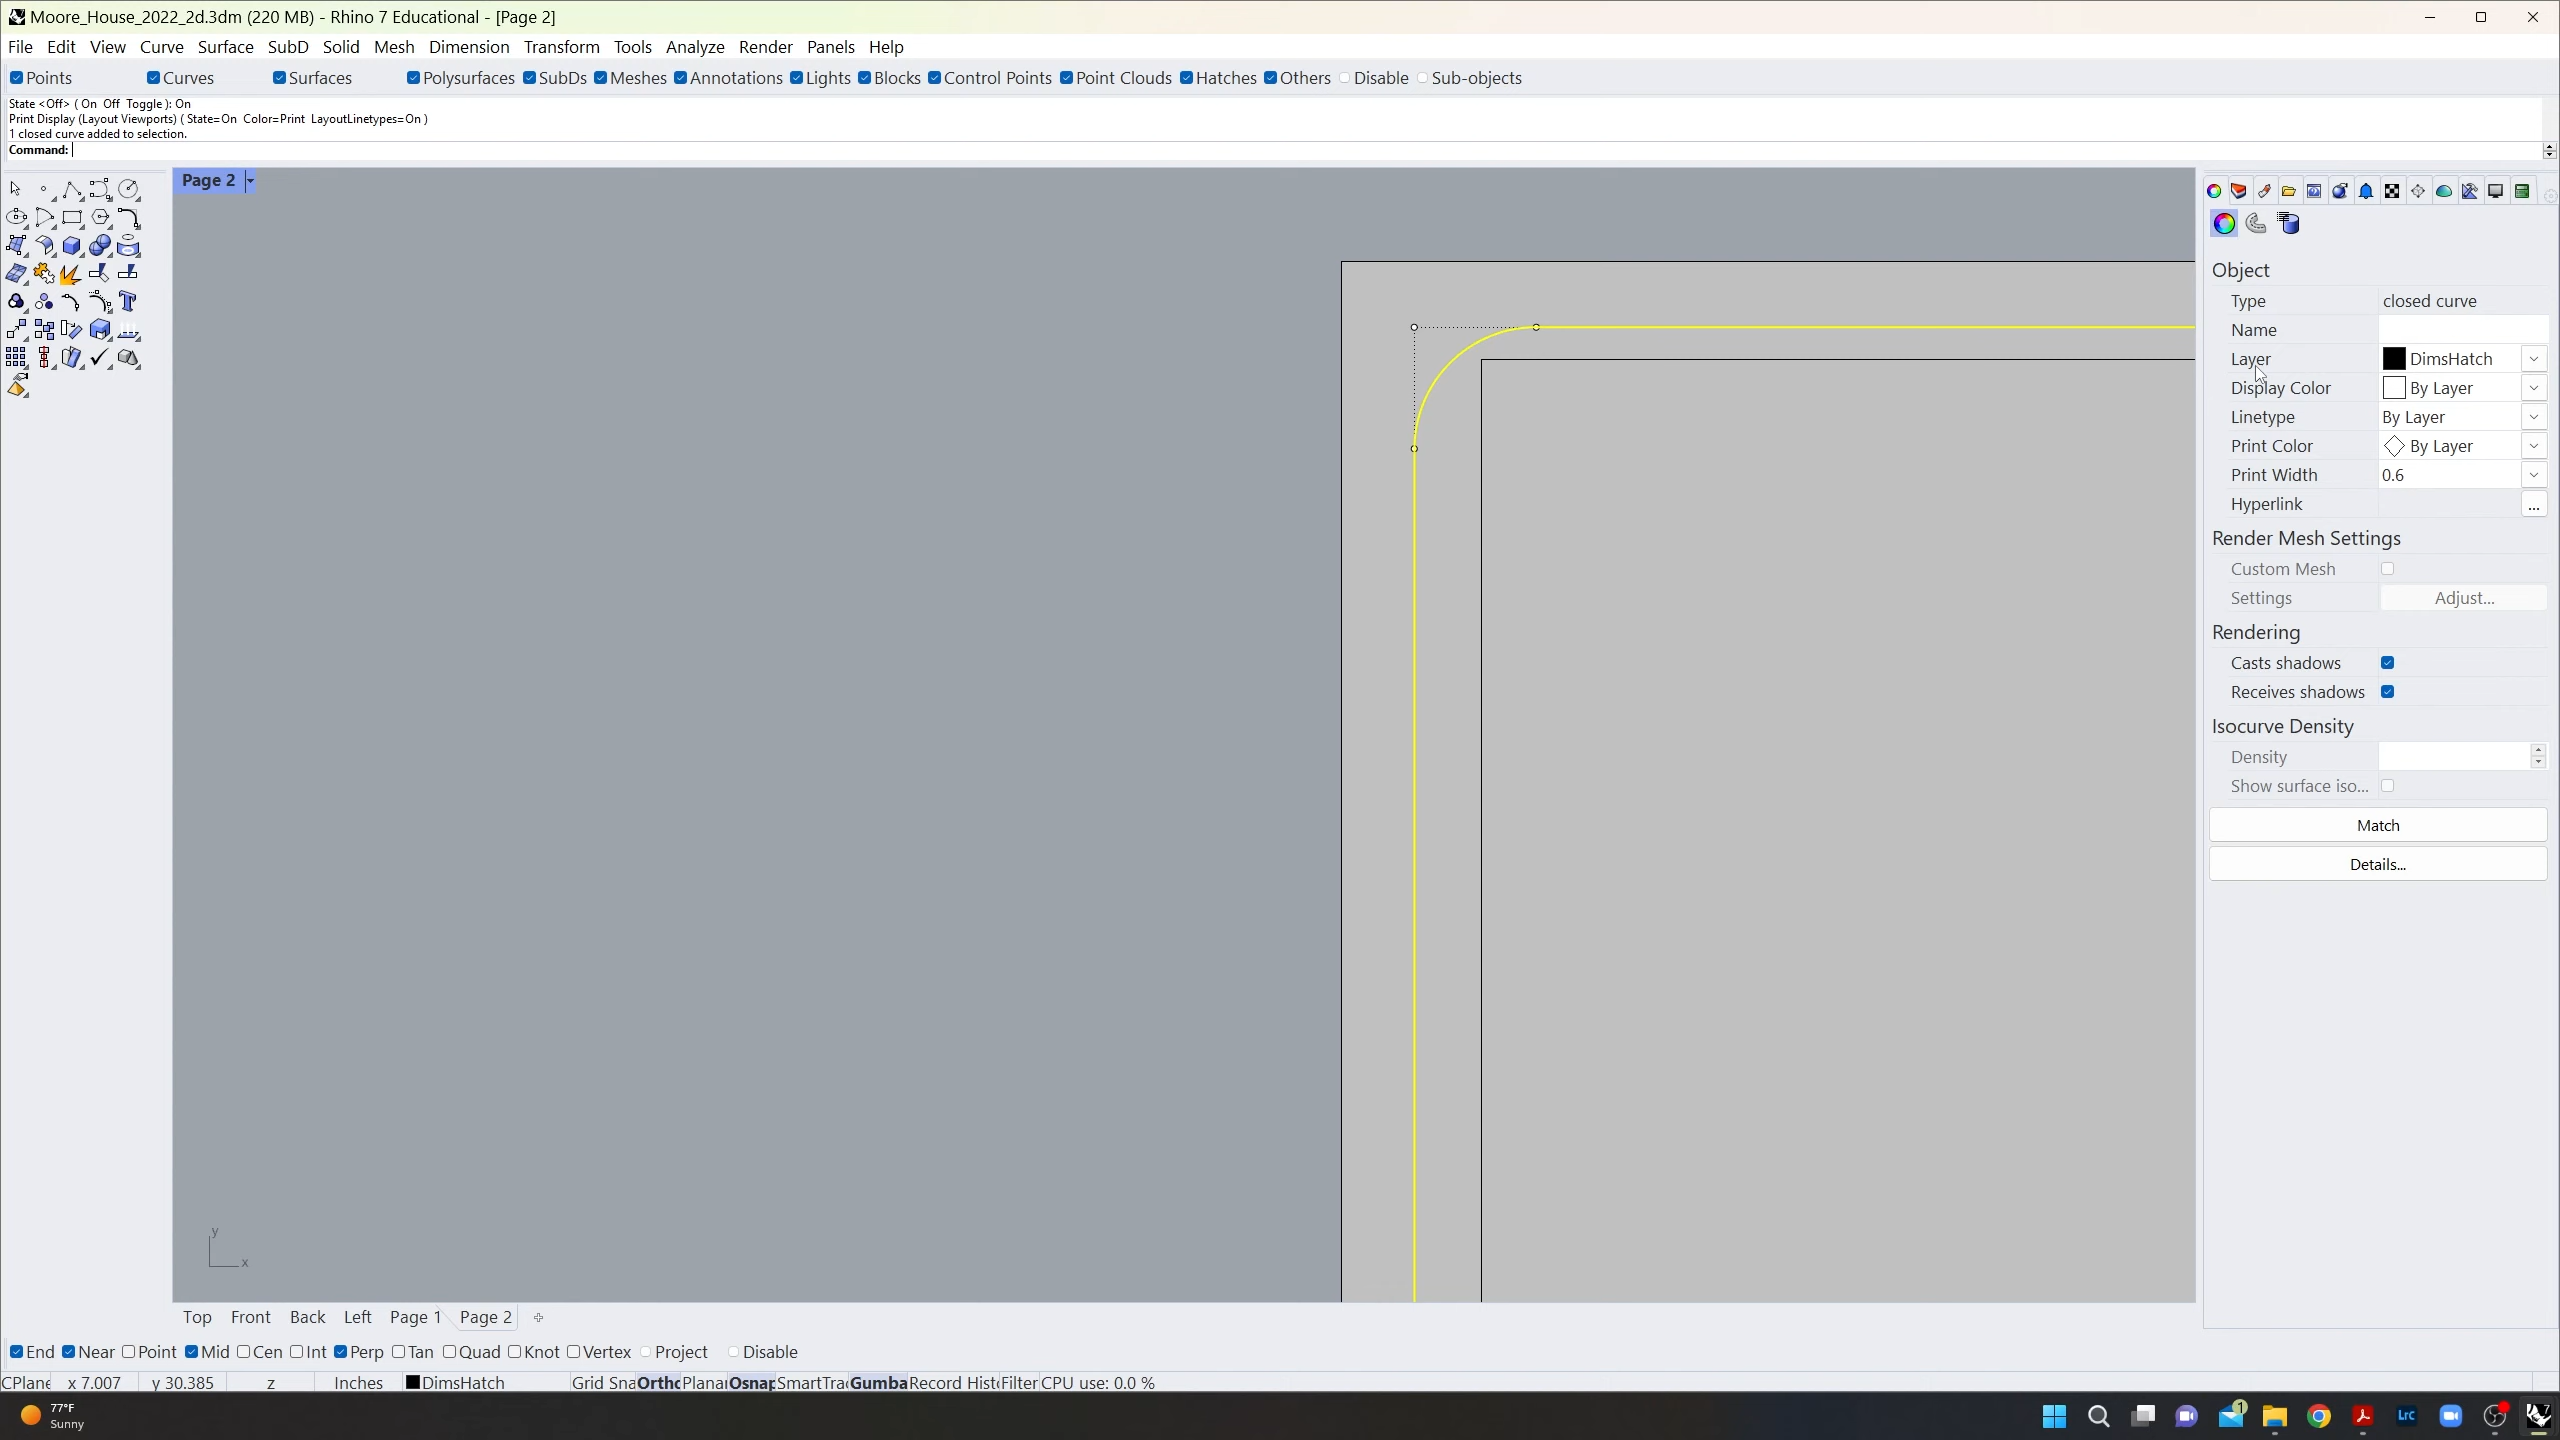 Moore_House_2022_2d.3dm (220 MB) - Rhino 7 Educational - [Page 2]
File Edit View Curve Surface SubD Solid Mesh Dimension Transform Tools Analyze Render Panels Help
Points Curves Surfaces Polysurfaces SubDs Meshes Annotations Lights Blocks Control Points Point Clouds Hatches Others Disable Sub-objects
State <Off> ( On Off Toggle ): On
Print Display (Layout Viewports) ( State=On Color=Print LayoutLinetypes=On )
1 closed curve added to selection.
Command:
Page 2
Object
Type closed curve
Name
Layer DimsHatch
Display Color By Layer
Linetype By Layer
Print Color By Layer
Print Width 0.6
Hyperlink ...
Render Mesh Settings
Custom Mesh
Settings Adjust...
Rendering
Casts shadows
Receives shadows
Isocurve Density
Density
Show surface iso...
Match
Details...
y
x
Top Front Back Left Page 1 Page 2
End Near Point Mid Cen Int Perp Tan Quad Knot Vertex Project Disable
CPlane x 7.007 y 30.385 z Inches DimsHatch Grid Sna Ortho Planar Osnap SmartTra Gumba Record Hist Filter CPU use: 0.0 %
77°F
Sunny
1
LrC